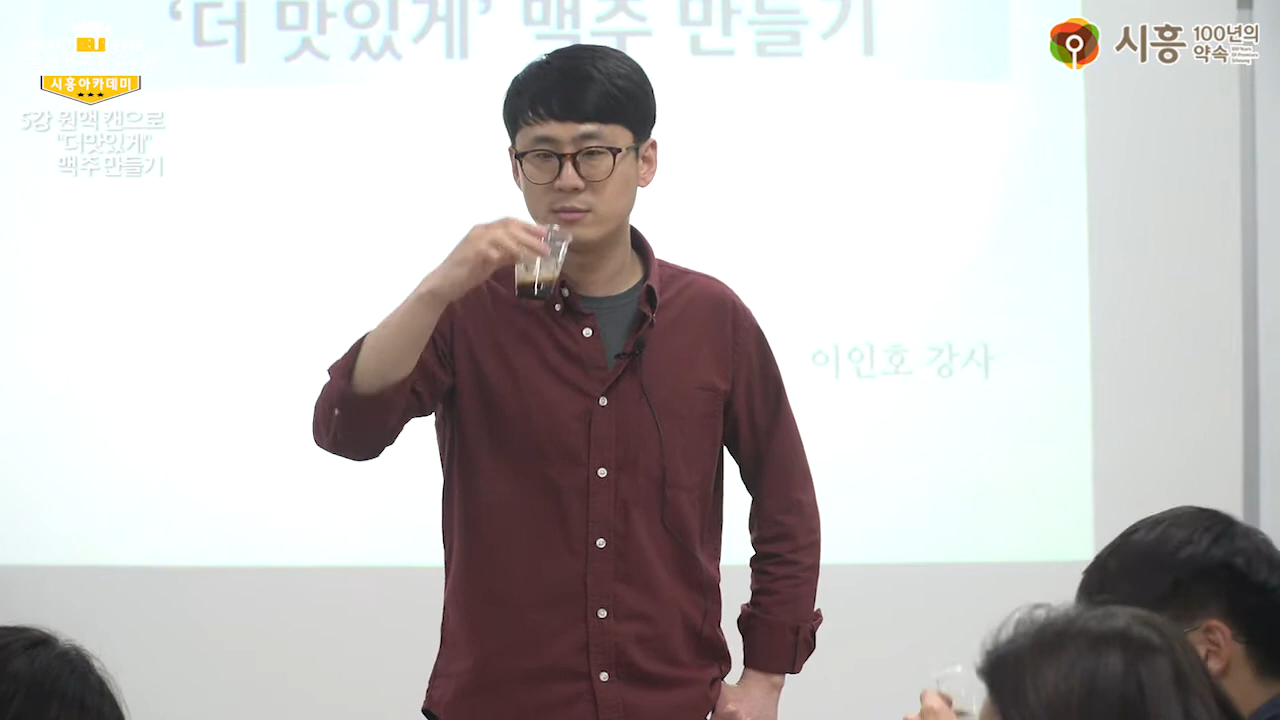 '더 맛있게' 맥주 만들기
시흥아카데미
5강 원액 캔으로
"더맛있게"
맥주 만들기
시흥 100년의
약속
이인호 강사